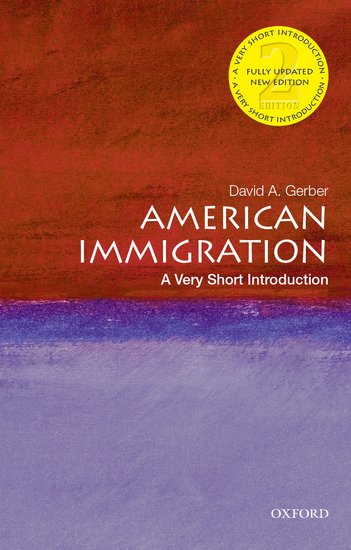 A VERY SHORT INTRODUCTION
2
FULLY UPDATED
NEW EDITION
EDITION
A VERY SHORT INTRODUCTION
David A. Gerber
AMERICAN
IMMIGRATION
A Very Short Introduction
OXFORD